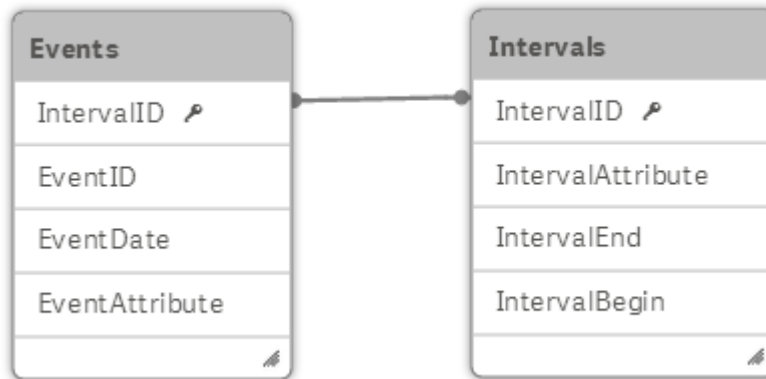 Events
IntervalID
EventID
EventDate
EventAttribute
Intervals
IntervalID
IntervalAttribute
IntervalEnd
IntervalBegin